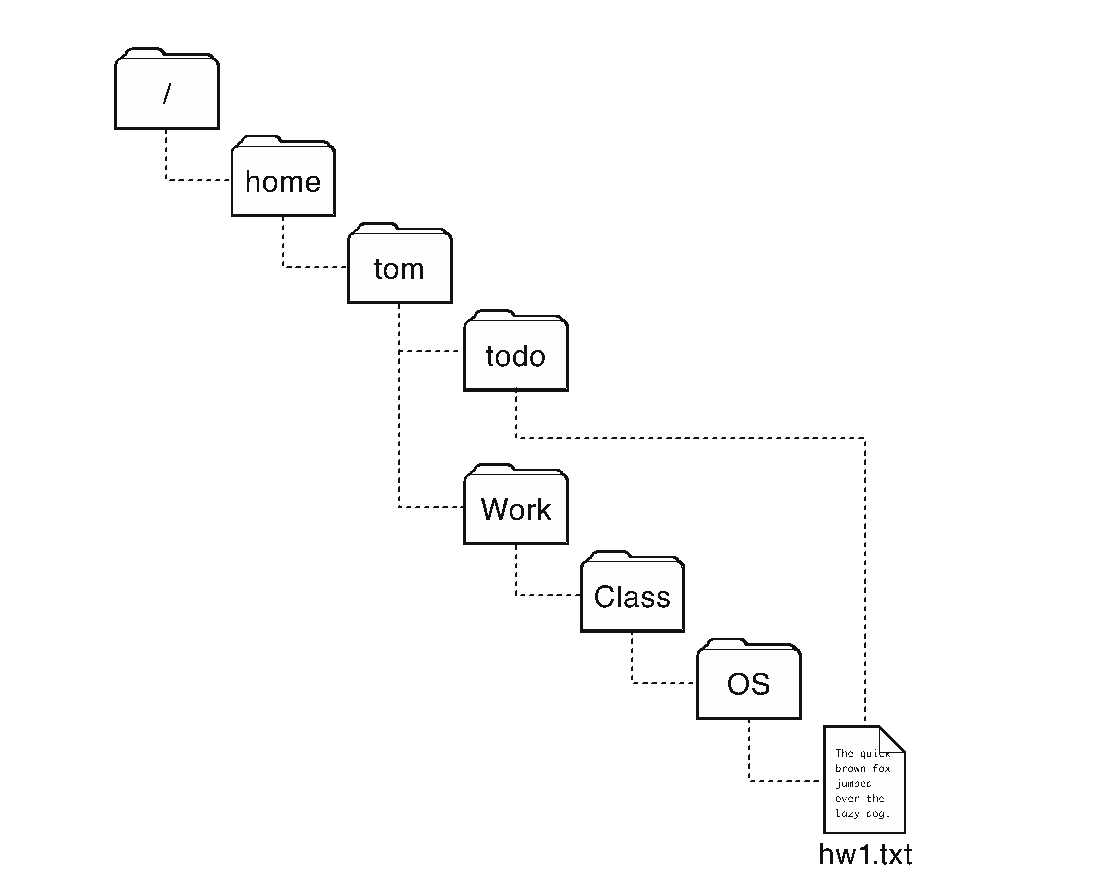 /
home
tom
todo
Work
Class
OS
The quick
brown fox
over the
lazy
hw1.txt